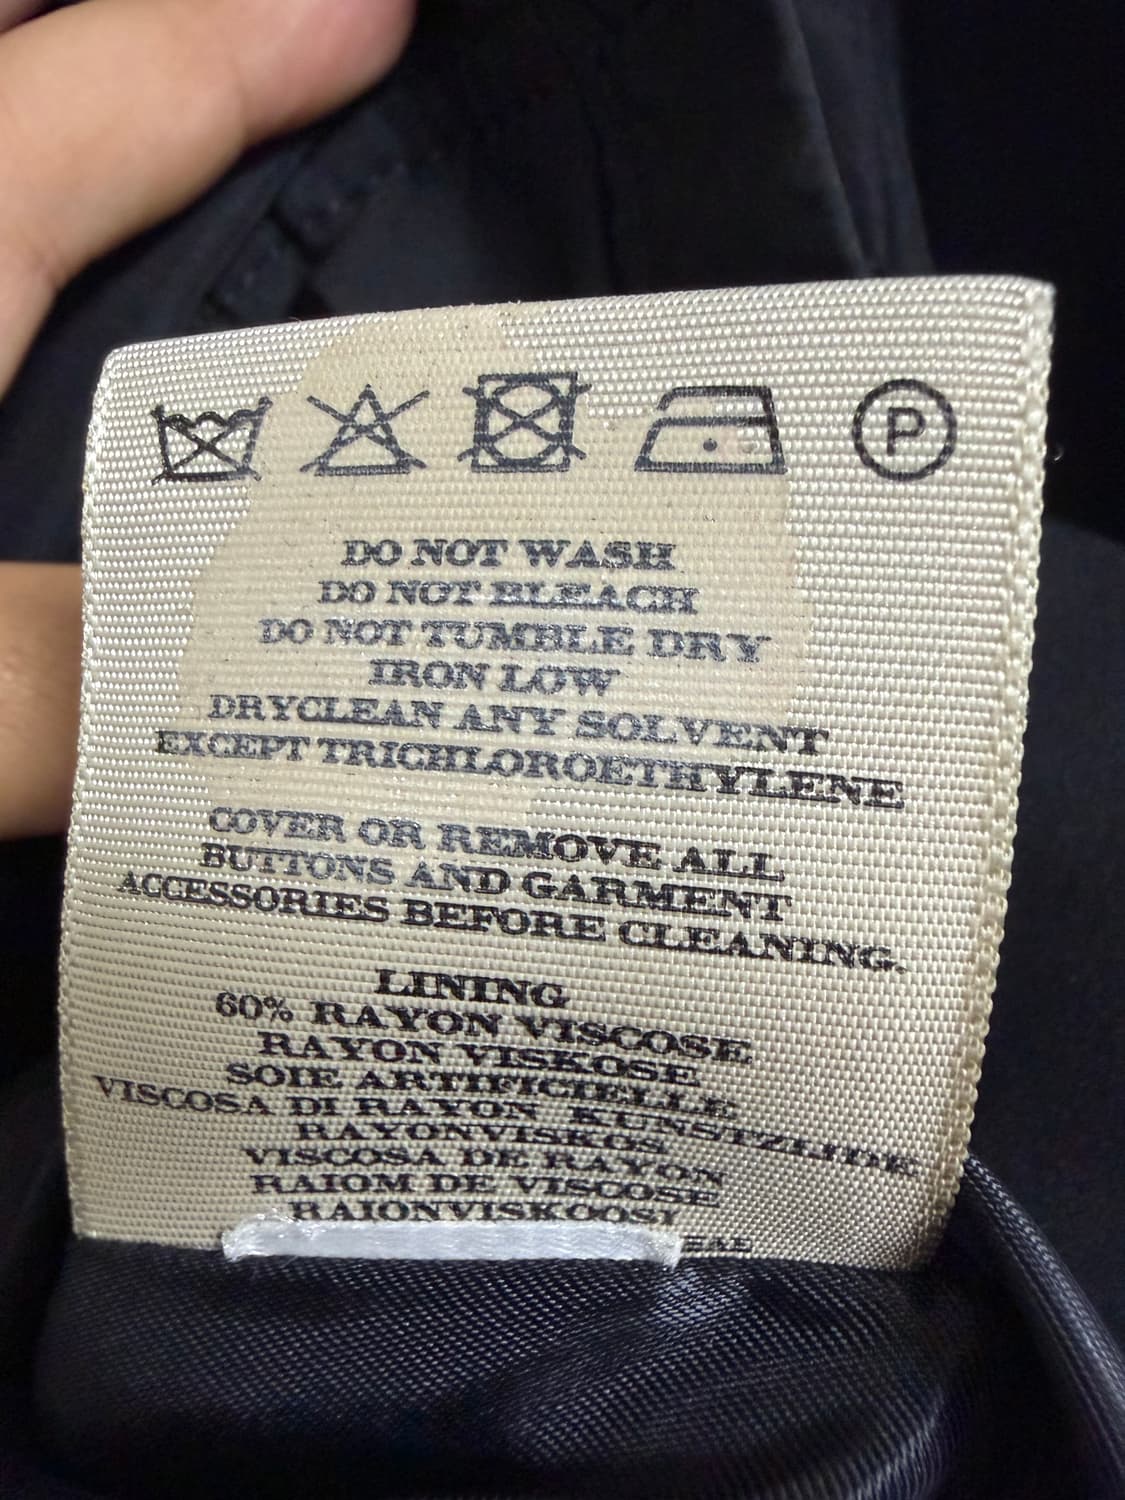 P
DO NOT WASH
DO NOT BLEACH
DO NOT TUMBLE DRY
IRON LOW
DRYCLEAN ANY SOLVENT
EXCEPT TRICHLOROETHYLENE
COVER OR REMOVE ALL
BUTTONS AND GARMENT
ACCESSORIES BEFORE CLEANING.
LINING
60% RAYON VISCOSE
RAYON VISKOSE
SOIE ARTIFICIELLE
VISCOSA DI RAYON KUNSTZIJDE
RAYONVISKOS
VISCOSA DE RAYON
RAIOM DE VISCOSE
RAIONVISKOOSI